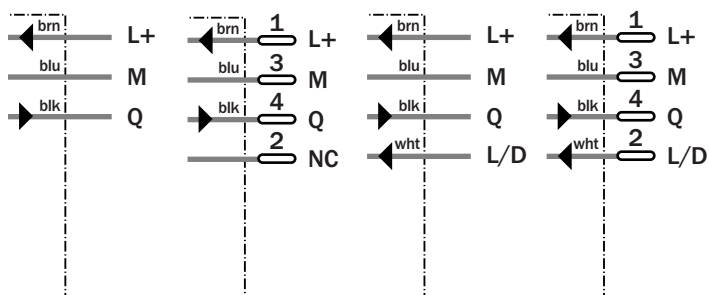 brn L+
blu M
blk Q
brn 1 L+
blu 3 M
blk 4 Q
2 NC
brn L+
blu M
blk Q
wht L/D
brn 1 L+
blu 3 M
blk 4 Q
wht 2 L/D